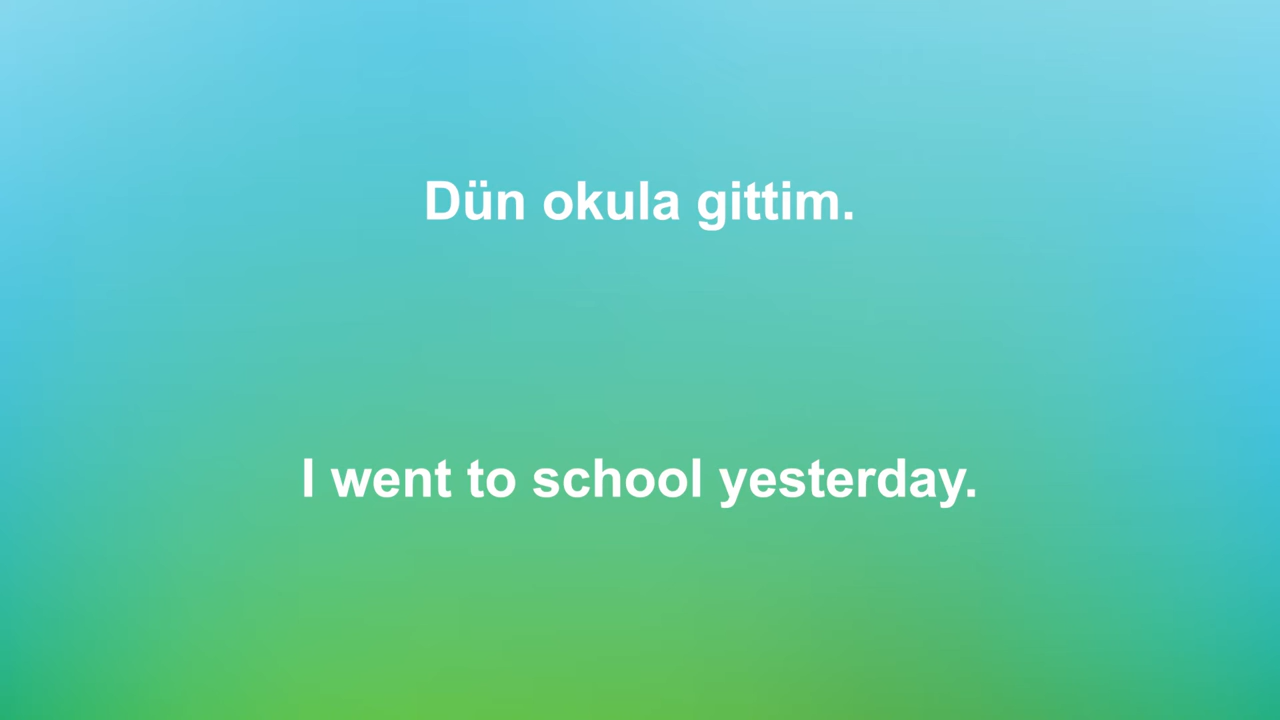 Dün okula gittim.
I went to school yesterday.